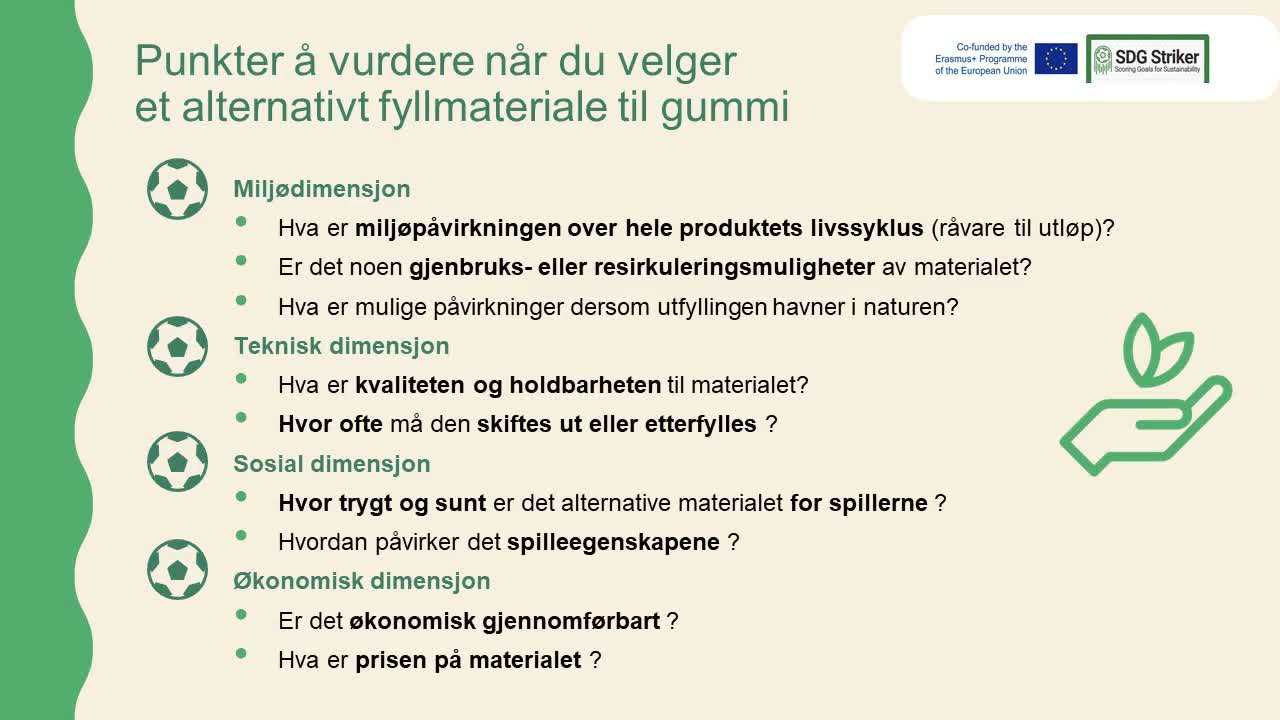 Punkter å vurdere når du velger
et alternativt fyllmateriale til gummi
Co-funded by the
Erasmus+ Programme
of the European Union
SDG Striker
Scoring Goals for Sustainability
Miljødimensjon
Hva er miljøpåvirkningen over hele produktets livssyklus (råvare til utløp)?
Er det noen gjenbruks- eller resirkuleringsmuligheter av materialet?
Hva er mulige påvirkninger dersom utfyllingen havner i naturen?
Teknisk dimensjon
Hva er kvaliteten og holdbarheten til materialet?
Hvor ofte må den skiftes ut eller etterfylles ?
Sosial dimensjon
Hvor trygt og sunt er det alternative materialet for spillerne ?
Hvordan påvirker det spilleegenskapene ?
Økonomisk dimensjon
Er det økonomisk gjennomførbart ?
Hva er prisen på materialet ?